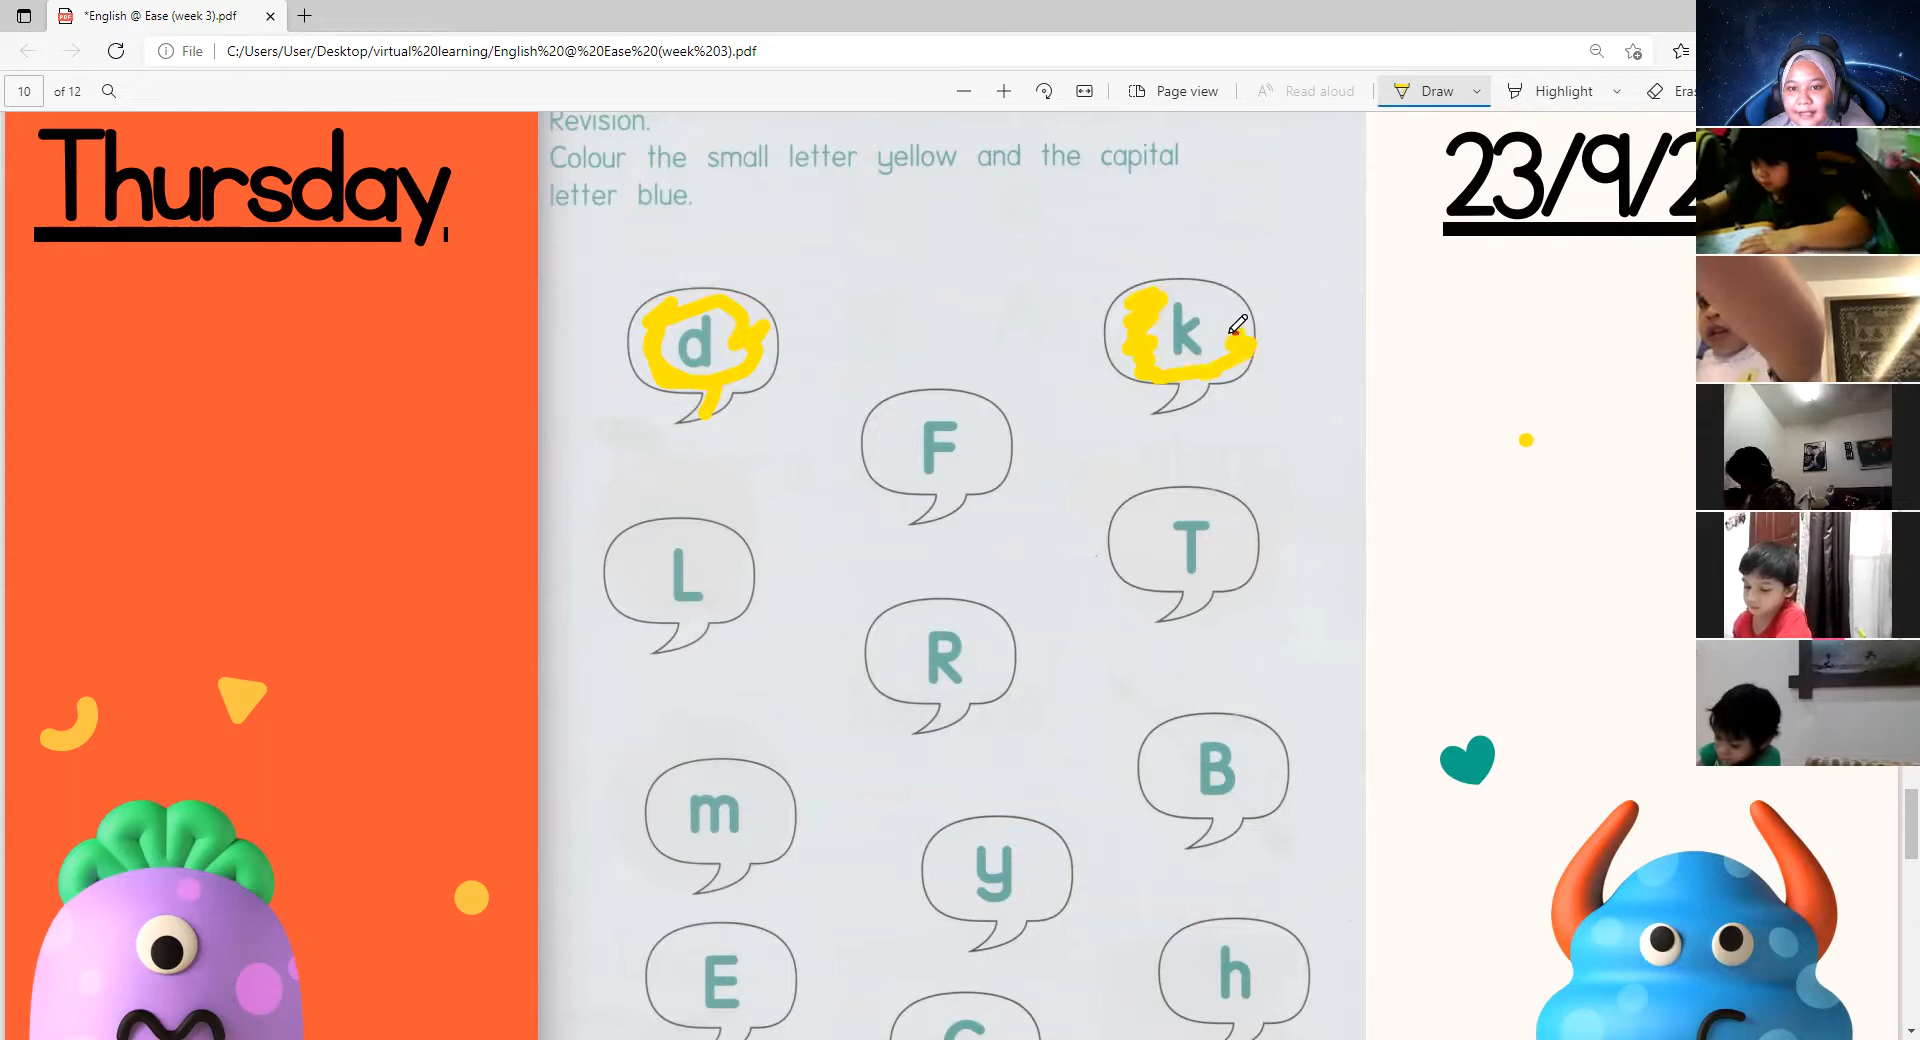 *English @ Ease (week 3).pdf
File
C:/Users/User/Desktop/virtual%20learning/English%20@%20Ease%20(week%203).pdf
10 of 12
Page view
Read aloud
Draw
Highlight
Thursday
23/9/2
Revision.
Colour the small letter yellow and the capital
letter blue.
d
k
F
T
L
R
B
m
y
E
h